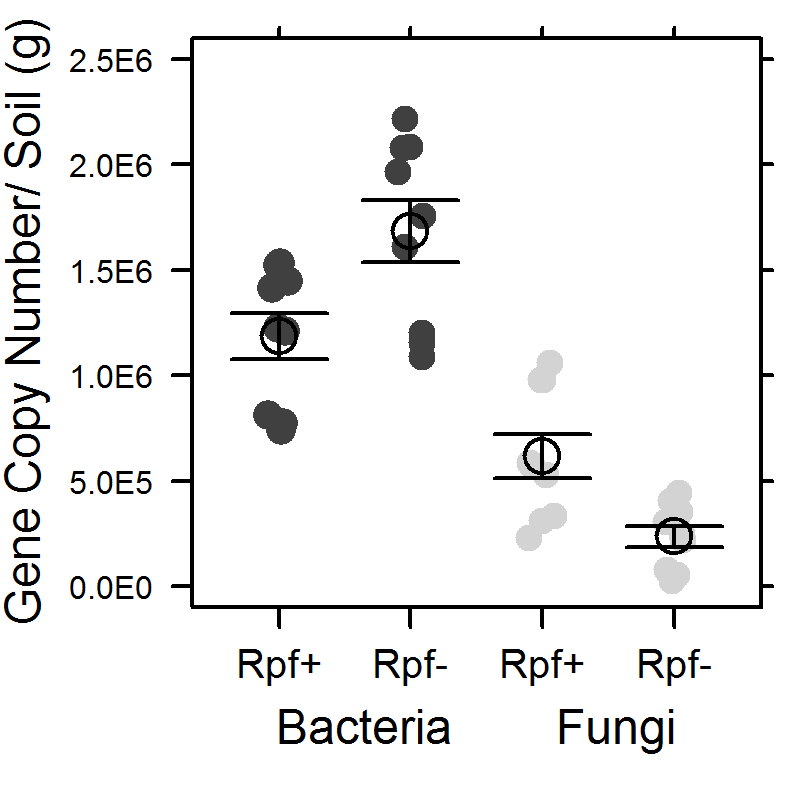 Gene Copy Number/ Soil (g)
2.5E6
2.0E6
1.5E6
1.0E6
5.0E5
0.0E0
Rpf+ Rpf- Rpf+ Rpf-
Bacteria Fungi